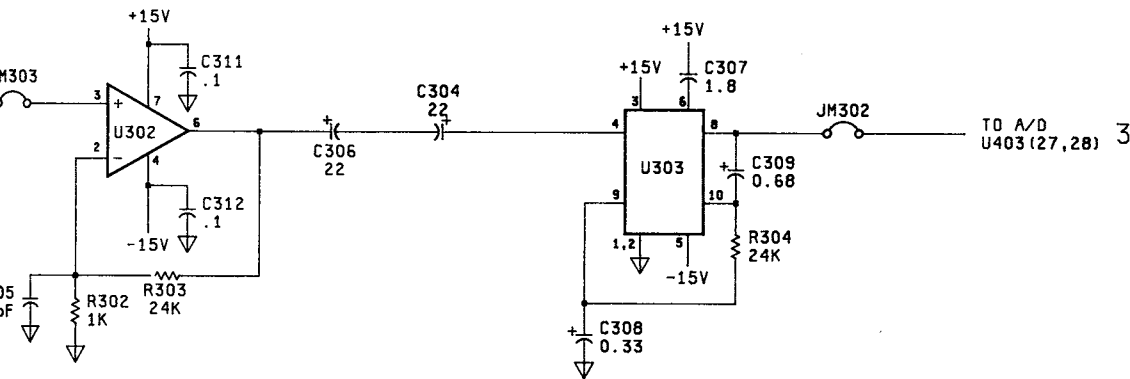 +15V
C311
.1
M303
3
+
7
U302
6
2
-
4
C312
.1
-15V
R303
24K
R302
1K
05
pF
+
C306
22
C304
22
+
+15V
+15V
C307
1.8
3
6
4
8
U303
9
10
1,2
5
-15V
JM302
TO A/D
U403(27,28)
3
+
C309
0.68
R304
24K
+
C308
0.33